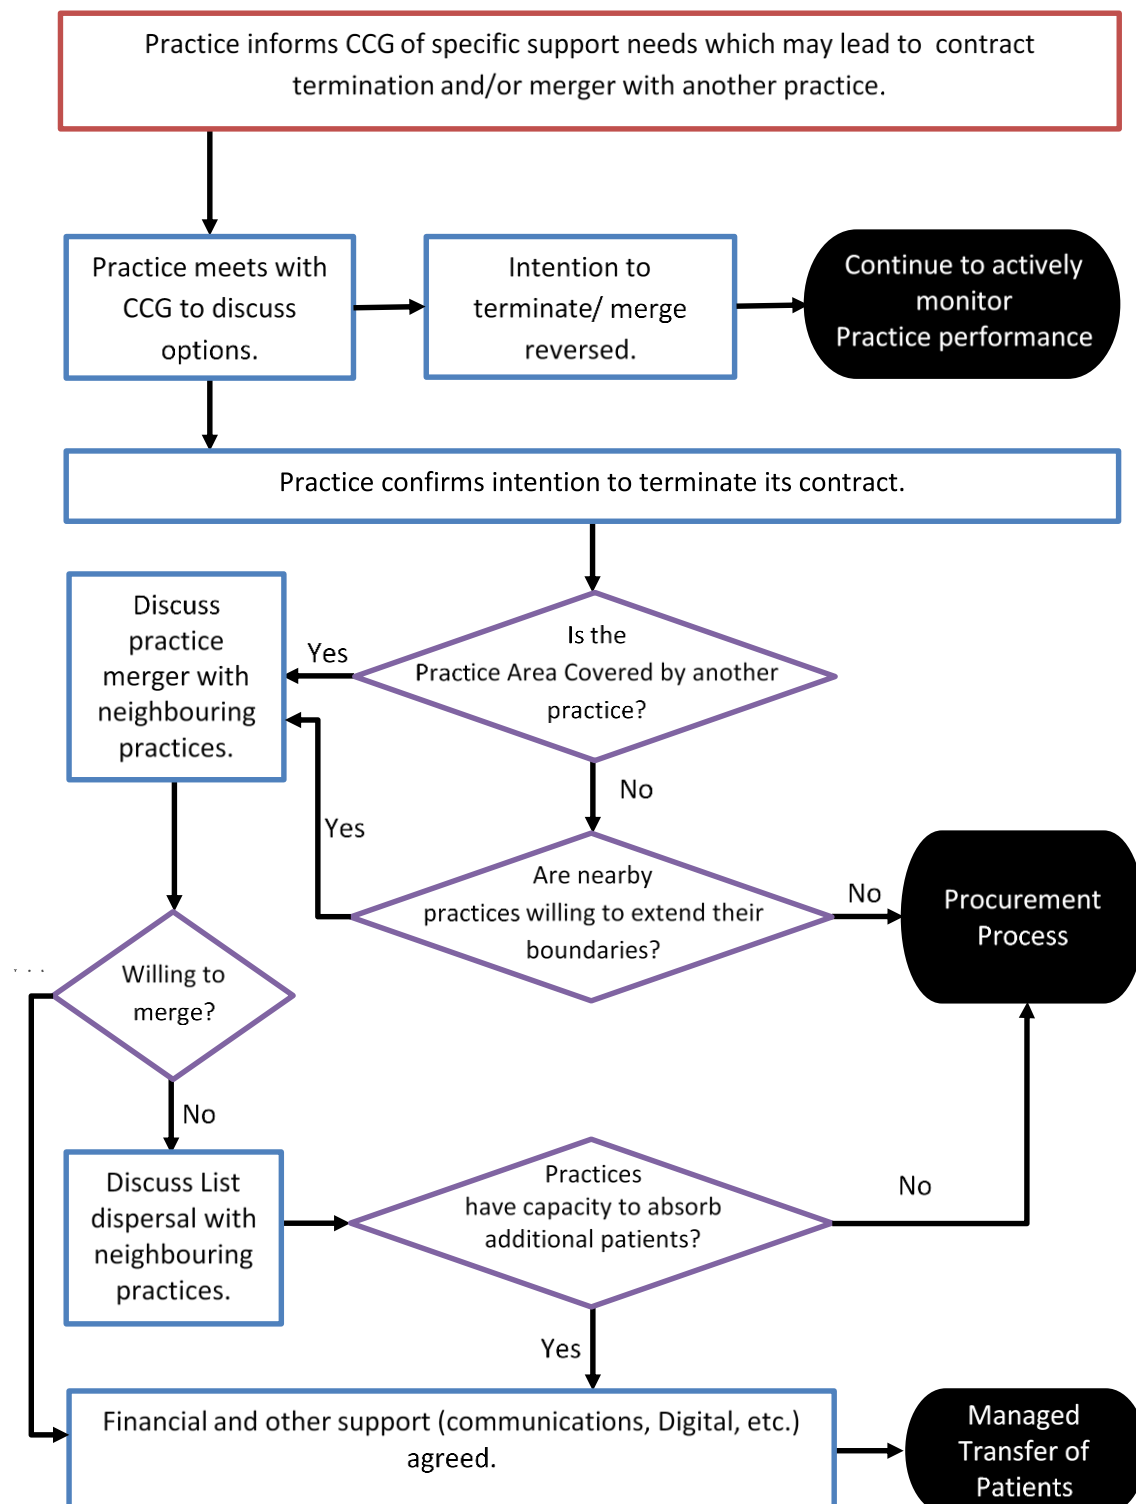 Practice informs CCG of specific support needs which may lead to contract
termination and/or merger with another practice.
Practice meets with
CCG to discuss
options.
Intention to
terminate/ merge
reversed.
Continue to actively
monitor
Practice performance
Practice confirms intention to terminate its contract.
Discuss
practice
merger with
neighbouring
practices.
Yes
Is the
Practice Area Covered by another
practice?
No
Yes
Are nearby
practices willing to extend their
boundaries?
No
Procurement
Process
Willing to
merge?
No
Discuss List
dispersal with
neighbouring
practices.
Practices
have capacity to absorb
additional patients?
No
Yes
Financial and other support (communications, Digital, etc.)
agreed.
Managed
Transfer of
Patients